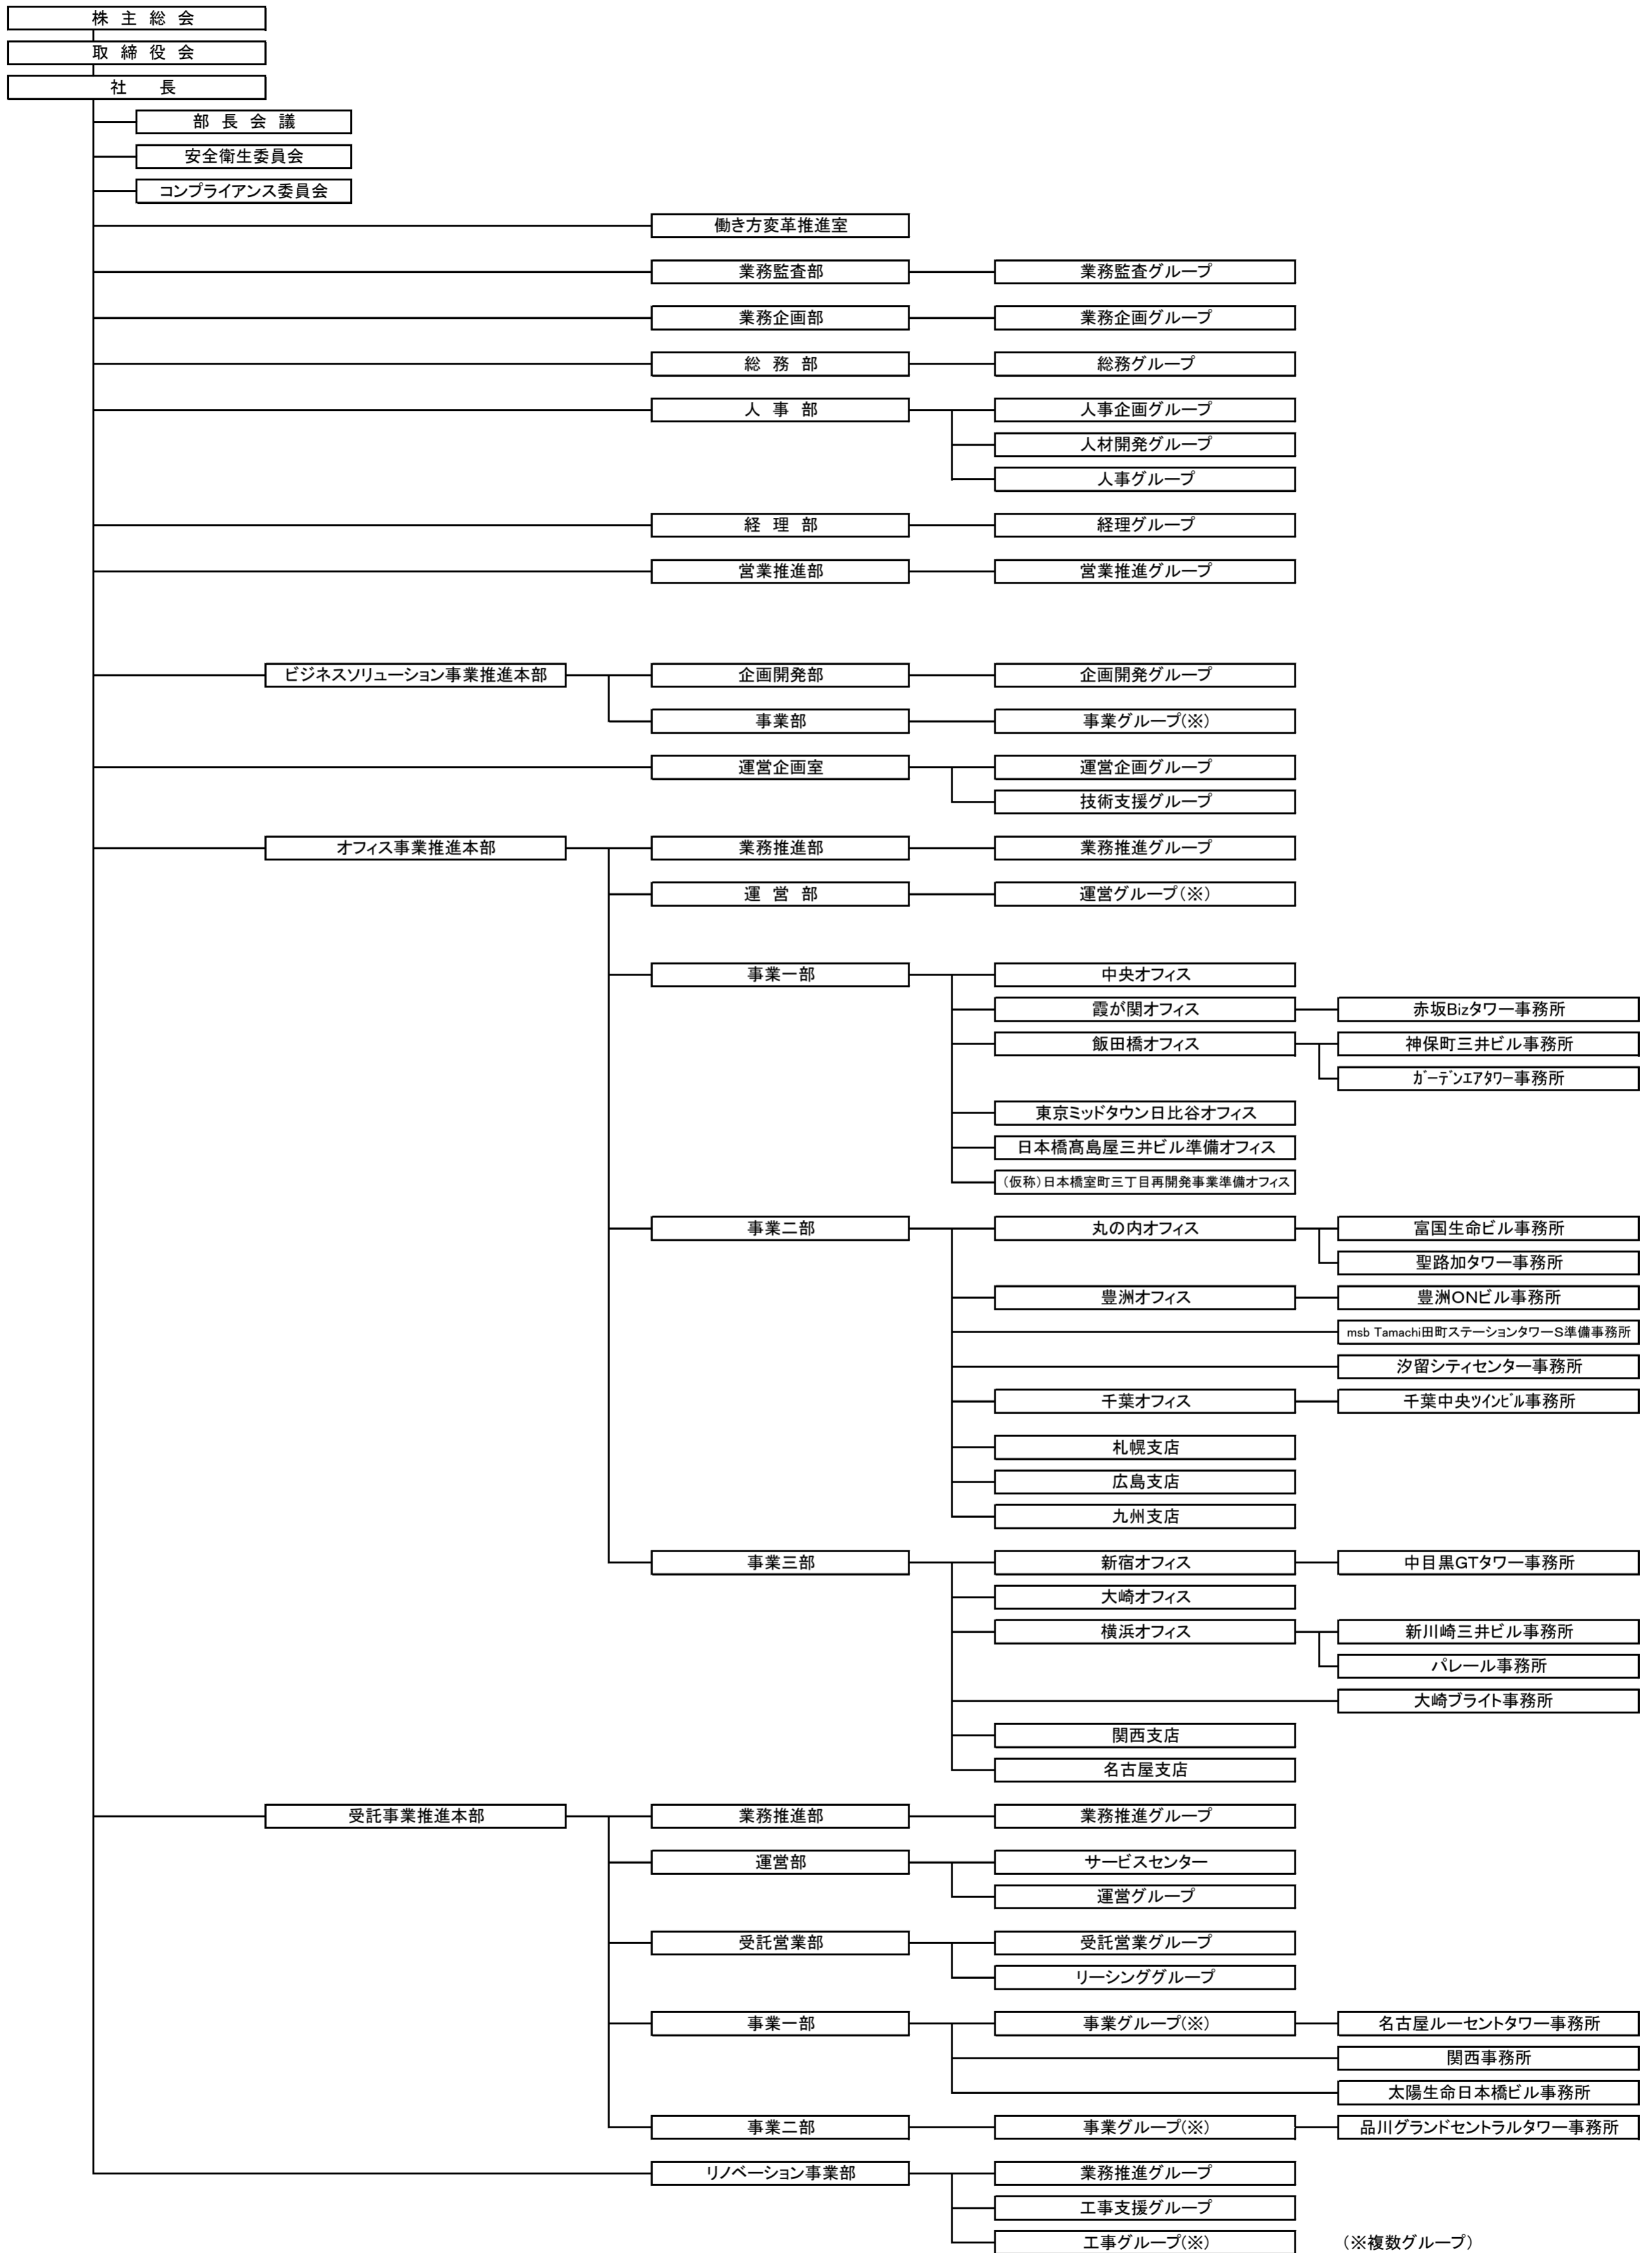 株 主 総 会
取 締 役 会
社 長
部 長 会 議
安全衛生委員会
コンプライアンス委員会
働き方変革推進室
業務監査部 業務監査グループ
業務企画部 業務企画グループ
総 務 部 総務グループ
人 事 部 人事企画グループ
人材開発グループ
人事グループ
経 理 部 経理グループ
営業推進部 営業推進グループ
ビジネスソリューション事業推進本部 企画開発部 企画開発グループ
事業部 事業グループ(※)
運営企画室 運営企画グループ
技術支援グループ
オフィス事業推進本部 業務推進部 業務推進グループ
運 営 部 運営グループ(※)
事業一部 中央オフィス
霞が関オフィス 赤坂Bizタワー事務所
飯田橋オフィス 神保町三井ビル事務所
ｶﾞｰﾃﾞﾝｴｱﾀﾜｰ事務所
東京ミッドタウン日比谷オフィス
日本橋髙島屋三井ビル準備オフィス
(仮称)日本橋室町三丁目再開発事業準備オフィス
事業二部 丸の内オフィス 富国生命ビル事務所
聖路加タワー事務所
豊洲オフィス 豊洲ONビル事務所
msb Tamachi田町ステーションタワーS準備事務所
汐留シティセンター事務所
千葉オフィス 千葉中央ﾂｲﾝﾋﾞﾙ事務所
札幌支店
広島支店
九州支店
事業三部 新宿オフィス 中目黒GTタワー事務所
大崎オフィス
横浜オフィス 新川崎三井ビル事務所
パレール事務所
大崎ブライト事務所
関西支店
名古屋支店
受託事業推進本部 業務推進部 業務推進グループ
運営部 サービスセンター
運営グループ
受託営業部 受託営業グループ
リーシンググループ
事業一部 事業グループ(※) 名古屋ルーセントタワー事務所
関西事務所
太陽生命日本橋ビル事務所
事業二部 事業グループ(※) 品川グランドセントラルタワー事務所
リノベーション事業部 業務推進グループ
工事支援グループ
工事グループ(※) (※複数グループ)